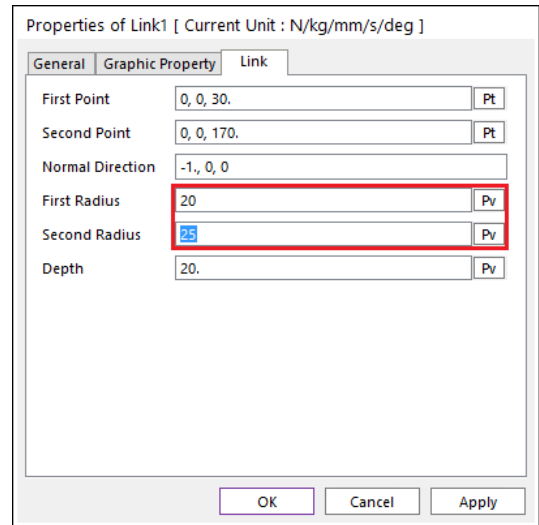 Properties of Link1 [ Current Unit : N/kg/mm/s/deg ]
General Graphic Property Link
First Point 0, 0, 30. Pt
Second Point 0, 0, 170. Pt
Normal Direction -1., 0, 0
First Radius 20 Pv
Second Radius 25 Pv
Depth 20. Pv
OK Cancel Apply